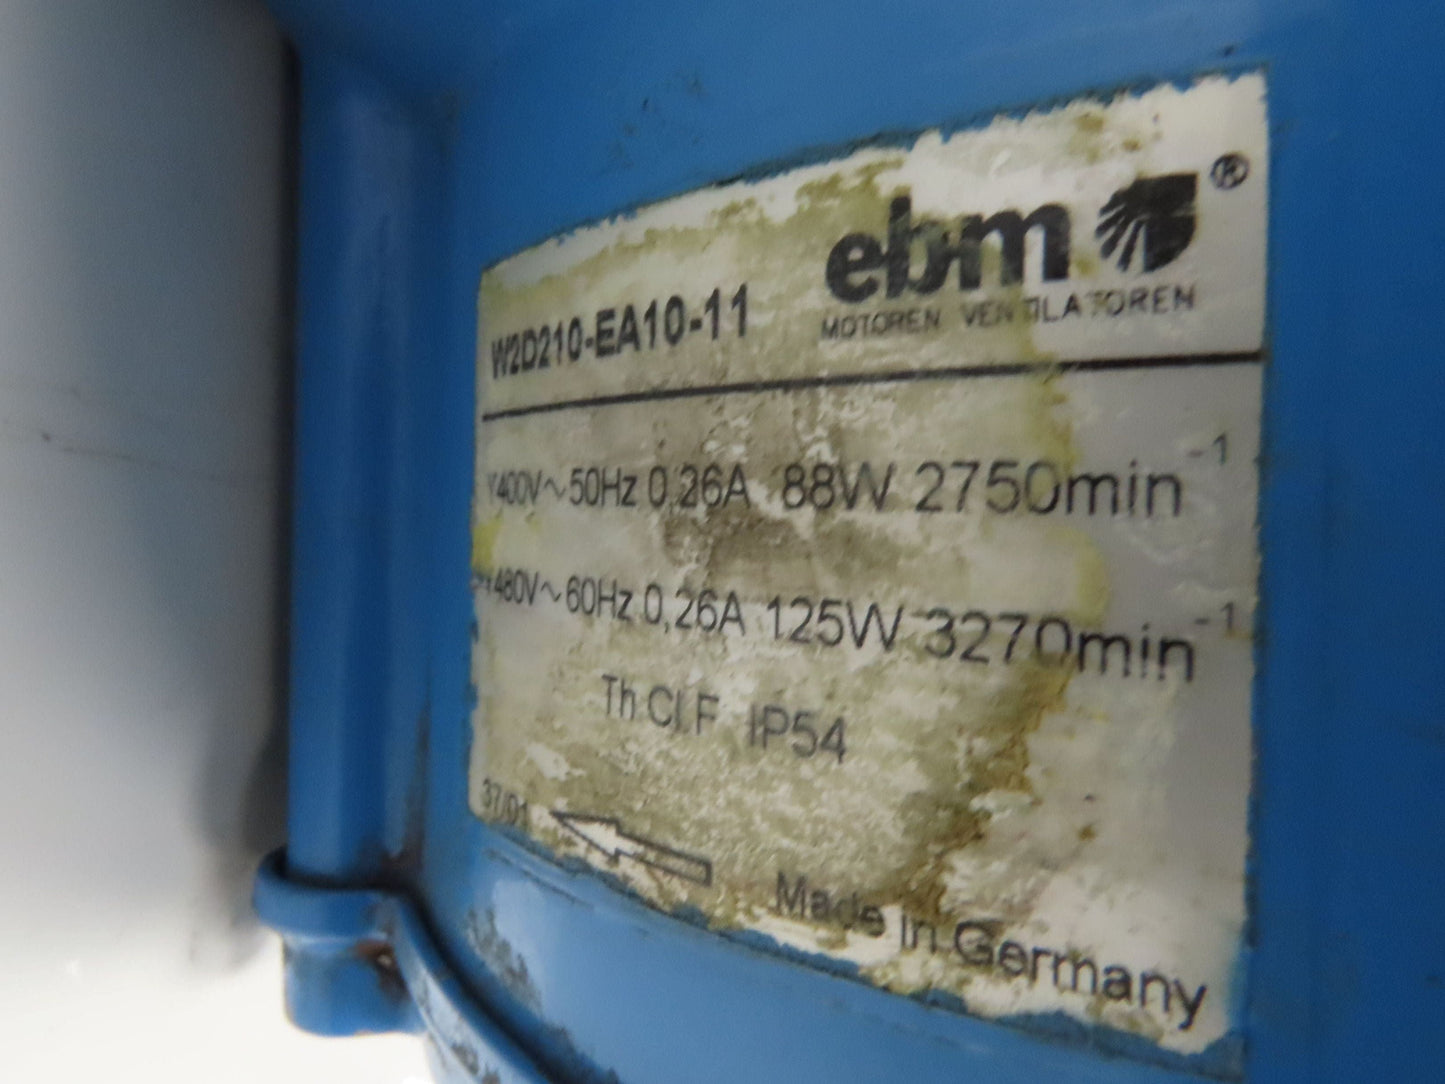 ebm ®
MOTOREN VENTILATOREN
W2D210-EA10-11
Y400V~50Hz 0,26A 88W 2750min⁻¹
Y480V~60Hz 0,26A 125W 3270min⁻¹
Th Cl.F IP54
37/01
Made in Germany